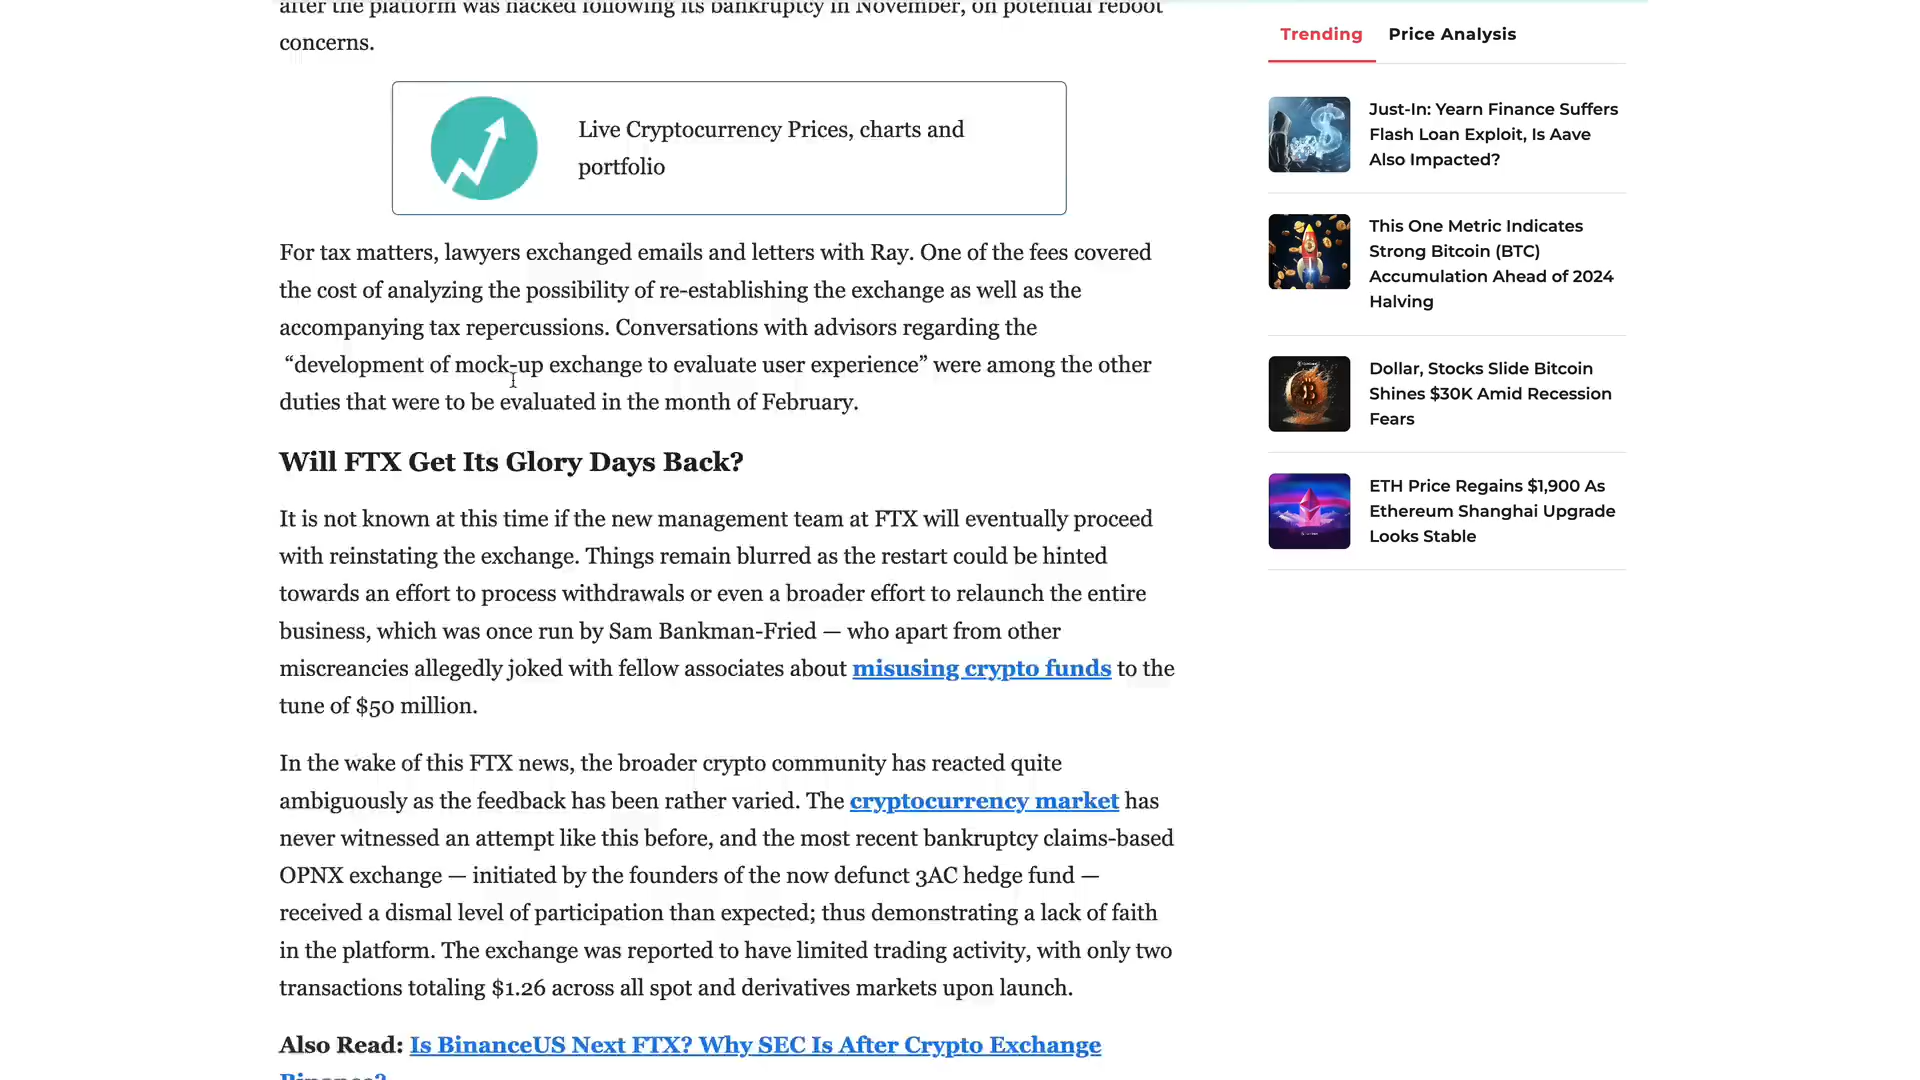 after the platform was hacked following its bankruptcy in November, on potential reboot
concerns.
Live Cryptocurrency Prices, charts and
portfolio
For tax matters, lawyers exchanged emails and letters with Ray. One of the fees covered
the cost of analyzing the possibility of re-establishing the exchange as well as the
accompanying tax repercussions. Conversations with advisors regarding the
“development of mock-up exchange to evaluate user experience” were among the other
duties that were to be evaluated in the month of February.
Will FTX Get Its Glory Days Back?
It is not known at this time if the new management team at FTX will eventually proceed
with reinstating the exchange. Things remain blurred as the restart could be hinted
towards an effort to process withdrawals or even a broader effort to relaunch the entire
business, which was once run by Sam Bankman-Fried — who apart from other
miscreancies allegedly joked with fellow associates about misusing crypto funds to the
tune of $50 million.
In the wake of this FTX news, the broader crypto community has reacted quite
ambiguously as the feedback has been rather varied. The cryptocurrency market has
never witnessed an attempt like this before, and the most recent bankruptcy claims-based
OPNX exchange — initiated by the founders of the now defunct 3AC hedge fund —
received a dismal level of participation than expected; thus demonstrating a lack of faith
in the platform. The exchange was reported to have limited trading activity, with only two
transactions totaling $1.26 across all spot and derivatives markets upon launch.
Also Read: Is BinanceUS Next FTX? Why SEC Is After Crypto Exchange
Binance?
Trending
Price Analysis
Just-In: Yearn Finance Suffers
Flash Loan Exploit, Is Aave
Also Impacted?
This One Metric Indicates
Strong Bitcoin (BTC)
Accumulation Ahead of 2024
Halving
Dollar, Stocks Slide Bitcoin
Shines $30K Amid Recession
Fears
ETH Price Regains $1,900 As
Ethereum Shanghai Upgrade
Looks Stable